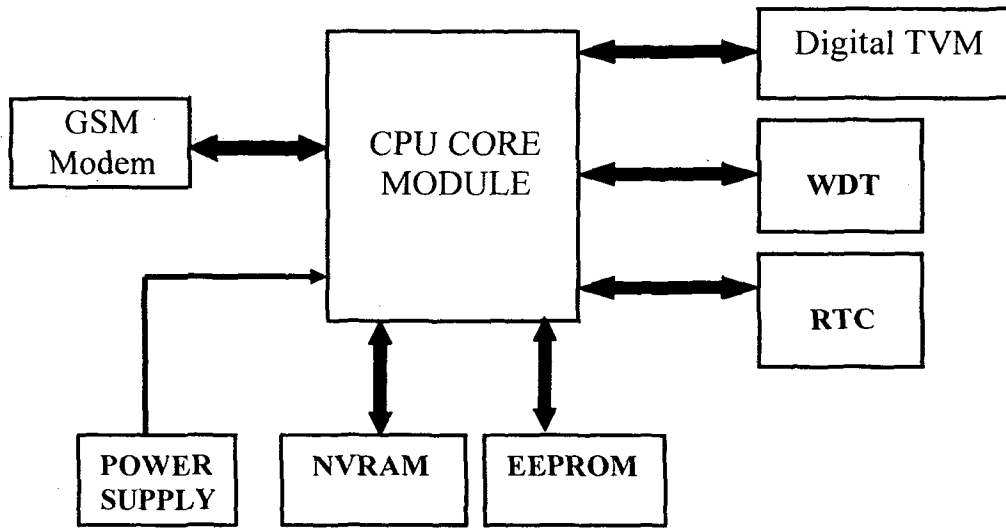 Digital TVM
GSM
Modem
CPU CORE
MODULE
WDT
RTC
POWER
SUPPLY
NVRAM
EEPROM